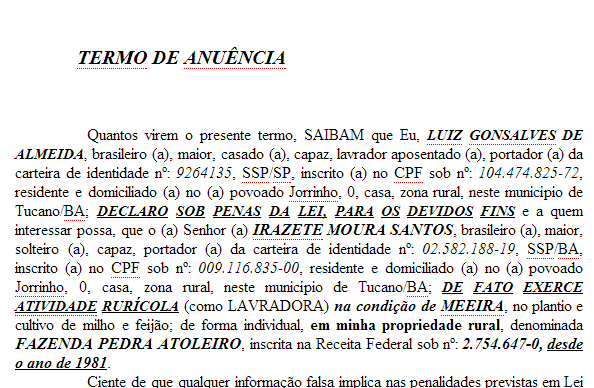 TERMO DE ANUÊNCIA
Quantos virem o presente termo, SAIBAM que Eu, LUIZ GONSALVES DE
ALMEIDA, brasileiro (a), maior, casado (a), capaz, lavrador aposentado (a), portador (a) da
carteira de identidade nº: 9264135, SSP/SP, inscrito (a) no CPF sob nº: 104.474.825-72,
residente e domiciliado (a) no (a) povoado Jorrinho, 0, casa, zona rural, neste município de
Tucano/BA; DECLARO SOB PENAS DA LEI, PARA OS DEVIDOS FINS e a quem
interessar possa, que o (a) Senhor (a) IRAZETE MOURA SANTOS, brasileiro (a), maior,
solteiro (a), capaz, portador (a) da carteira de identidade nº: 02.582.188-19, SSP/BA,
inscrito (a) no CPF sob nº: 009.116.835-00, residente e domiciliado (a) no (a) povoado
Jorrinho, 0, casa, zona rural, neste município de Tucano/BA; DE FATO EXERCE
ATIVIDADE RURÍCOLA (como LAVRADORA) na condição de MEEIRA, no plantio e
cultivo de milho e feijão; de forma individual, em minha propriedade rural, denominada
FAZENDA PEDRA ATOLEIRO, inscrita na Receita Federal sob nº: 2.754.647-0, desde
o ano de 1981.
Ciente de que qualquer informação falsa implica nas penalidades previstas em Lei